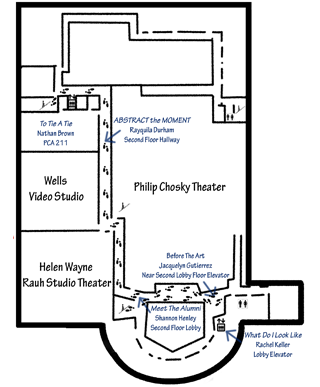 ABSTRACT the MOMENT
Rayquila Durham
Second Floor Hallway
To Tie A Tie
Nathan Brown
PCA 211
Wells
Video Studio
Philip Chosky Theater
Helen Wayne
Rauh Studio Theater
Before The Art
Jacquelyn Gutierrez
Near Second Lobby Floor Elevator
Meet The Alumni
Shannon Henley
Second Floor Lobby
What Do I Look Like
Rachel Keller
Lobby Elevator